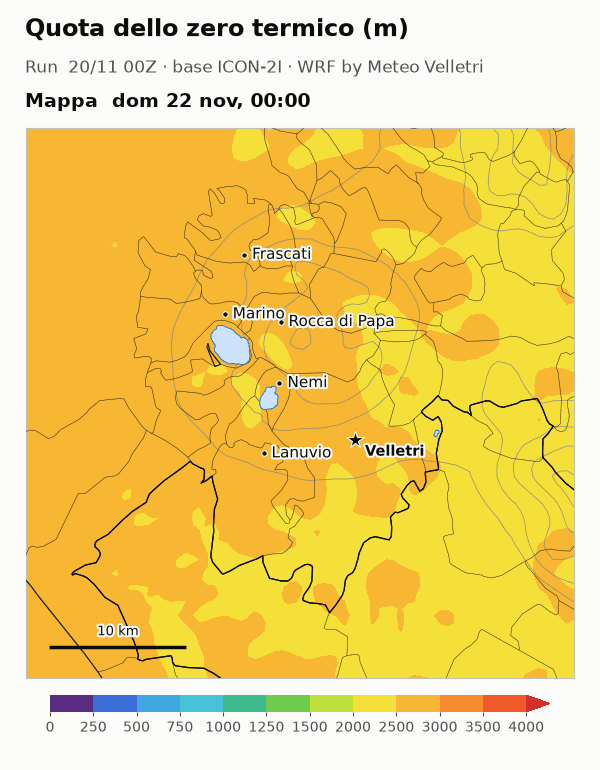 Quota dello zero termico (m)
Run  20/11 00Z · base ICON-2I · WRF by Meteo Velletri
Mappa  dom 22 nov, 00:00
Frascati
Marino
Rocca di Papa
Nemi
Velletri
Lanuvio
10 km
0 250 500 750 1000 1250 1500 2000 2500 3000 3500 4000